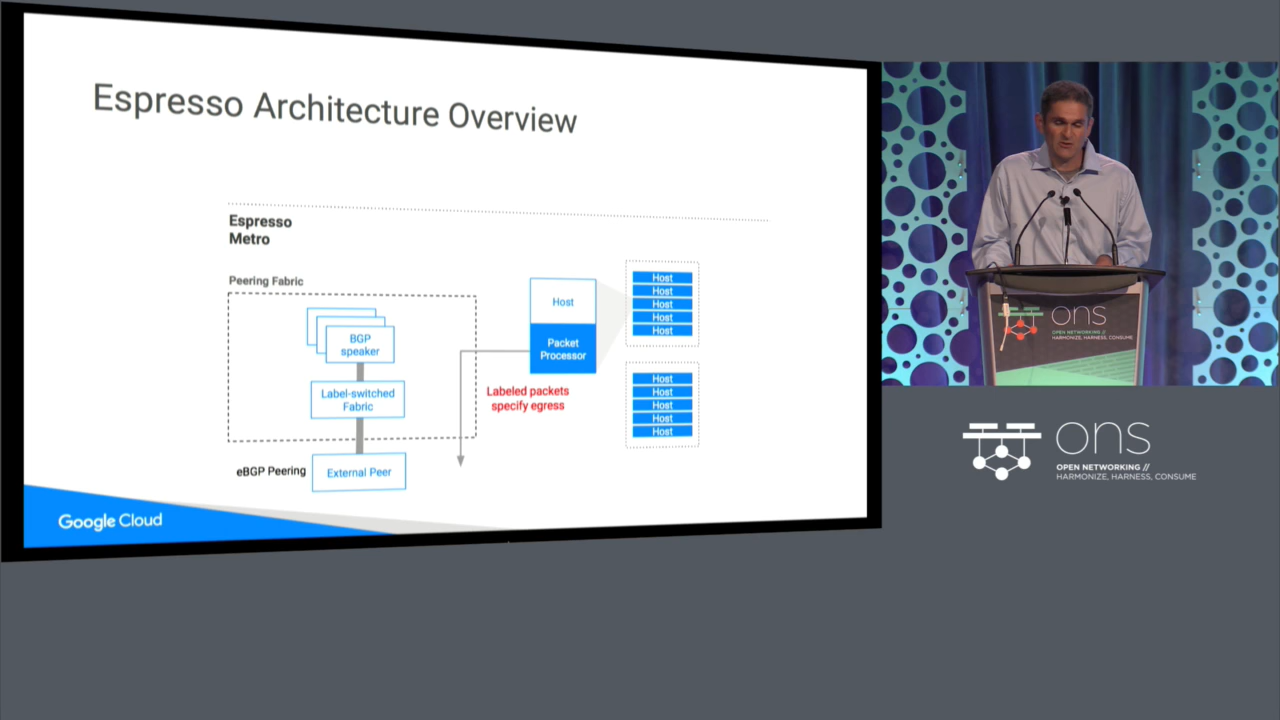 Espresso Architecture Overview
Espresso
Metro
Peering Fabric
BGP
speaker
Label-switched
Fabric
eBGP Peering
External Peer
Host
Packet
Processor
Labeled packets
specify egress
Host
Host
Host
Host
Host
Host
Host
Host
Host
Host
Google Cloud
ons
OPEN NETWORKING //
HARMONIZE, HARNESS, CONSUME
ons
OPEN NETWORKING //
HARMONIZE, HARNESS, CONSUME